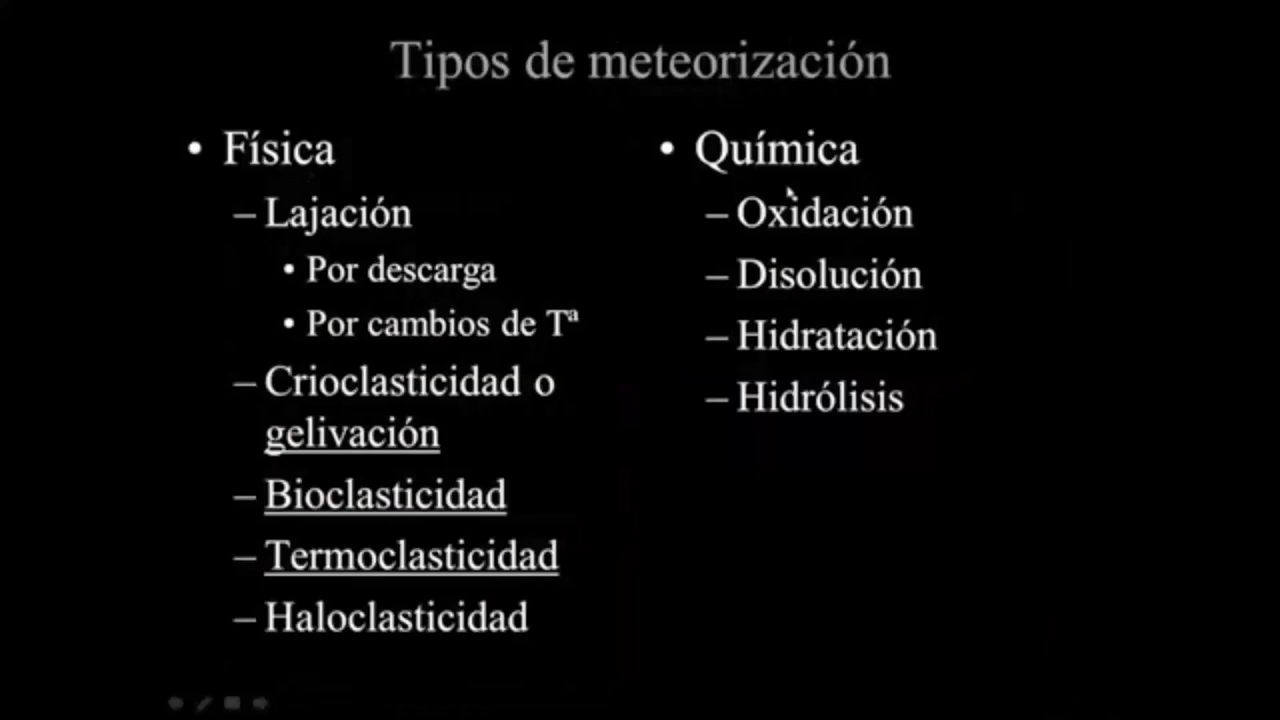 Tipos de meteorización
• Física
– Lajación
• Por descarga
• Por cambios de Tª
– Crioclasticidad o
gelivación
– Bioclasticidad
– Termoclasticidad
– Haloclasticidad
• Química
– Oxidación
– Disolución
– Hidratación
– Hidrólisis